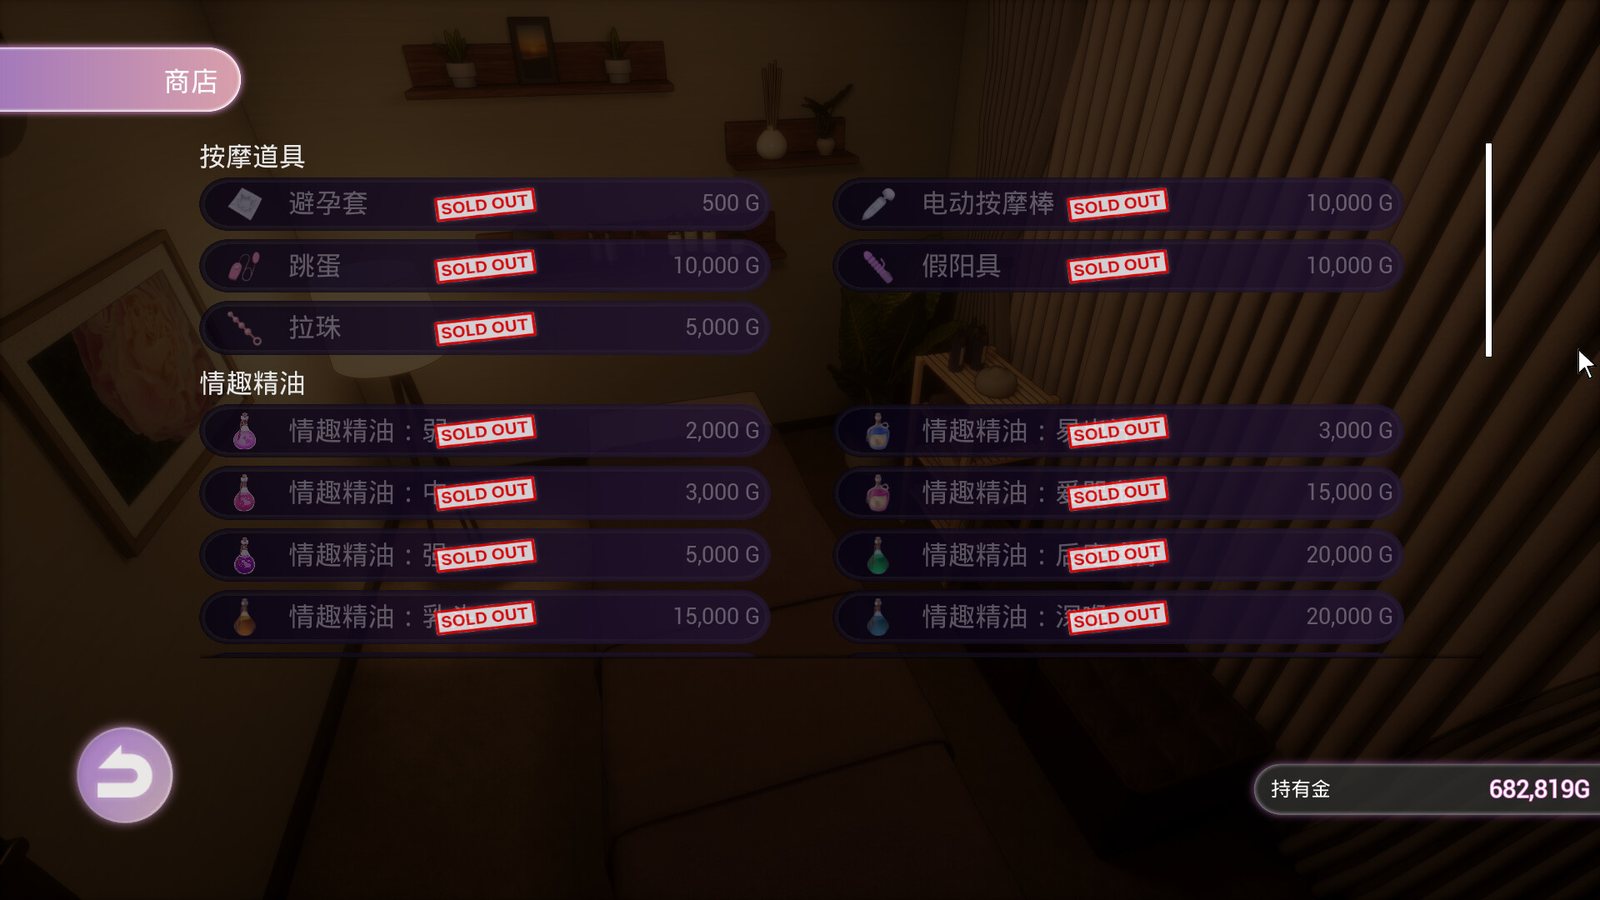 商店
按摩道具
避孕套 SOLD OUT 500 G
电动按摩棒 SOLD OUT 10,000 G
跳蛋 SOLD OUT 10,000 G
假阳具 SOLD OUT 10,000 G
拉珠 SOLD OUT 5,000 G
情趣精油
情趣精油：弱 SOLD OUT 2,000 G
情趣精油： SOLD OUT 3,000 G
情趣精油：中 SOLD OUT 3,000 G
情趣精油： SOLD OUT 15,000 G
情趣精油：强 SOLD OUT 5,000 G
情趣精油： SOLD OUT 20,000 G
情趣精油： SOLD OUT 15,000 G
情趣精油： SOLD OUT 20,000 G
持有金 682,819G